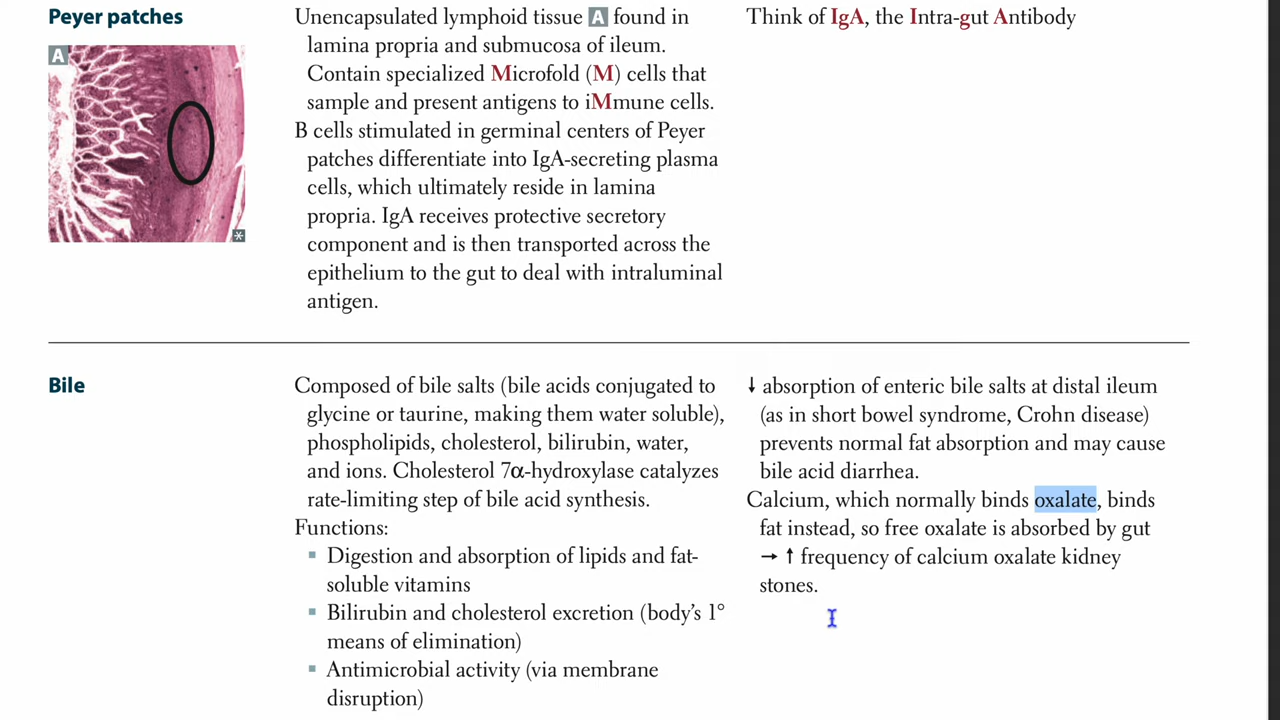 Peyer patches
A
*
Unencapsulated lymphoid tissue A found in
lamina propria and submucosa of ileum.
Contain specialized Microfold (M) cells that
sample and present antigens to iMmune cells.
B cells stimulated in germinal centers of Peyer
patches differentiate into IgA-secreting plasma
cells, which ultimately reside in lamina
propria. IgA receives protective secretory
component and is then transported across the
epithelium to the gut to deal with intraluminal
antigen.
Think of IgA, the Intra-gut Antibody
Bile
Composed of bile salts (bile acids conjugated to
glycine or taurine, making them water soluble),
phospholipids, cholesterol, bilirubin, water,
and ions. Cholesterol 7α-hydroxylase catalyzes
rate-limiting step of bile acid synthesis.
Functions:
▪ Digestion and absorption of lipids and fat-
soluble vitamins
▪ Bilirubin and cholesterol excretion (body’s 1°
means of elimination)
▪ Antimicrobial activity (via membrane
disruption)
↓ absorption of enteric bile salts at distal ileum
(as in short bowel syndrome, Crohn disease)
prevents normal fat absorption and may cause
bile acid diarrhea.
Calcium, which normally binds oxalate, binds
fat instead, so free oxalate is absorbed by gut
→ ↑ frequency of calcium oxalate kidney
stones.